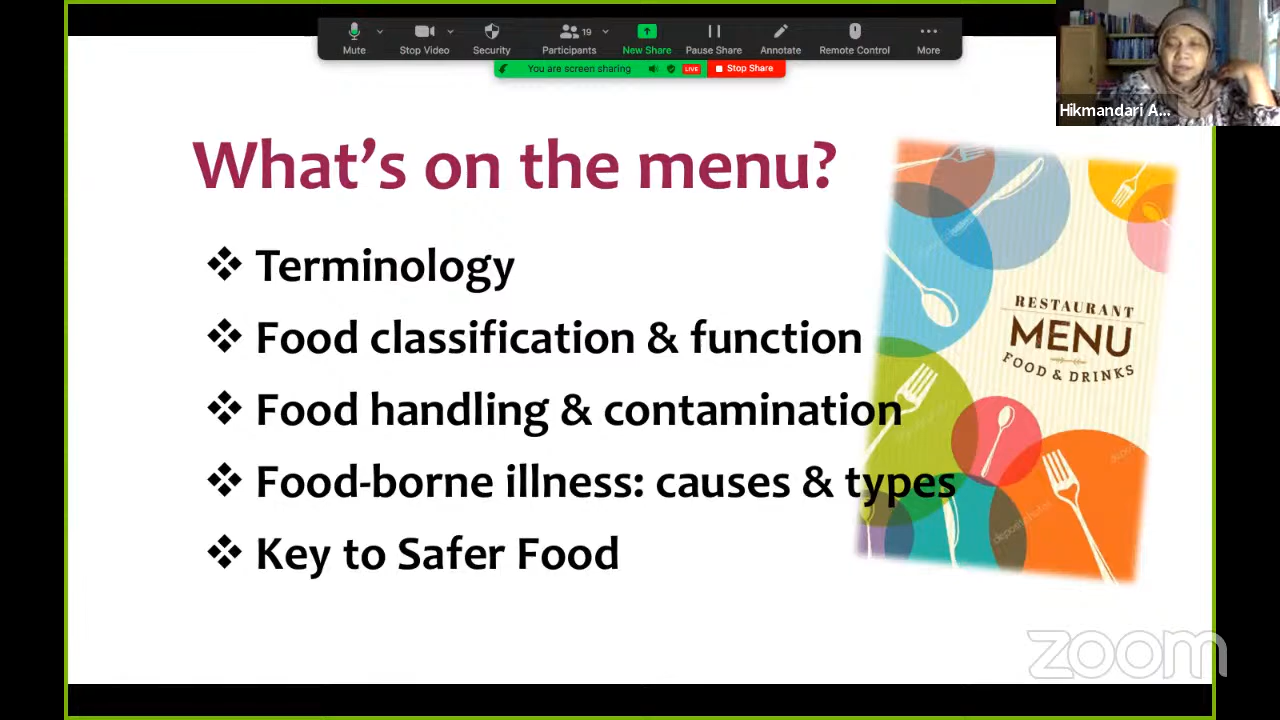 Mute
Stop Video
Security
19
Participants
New Share
Pause Share
Annotate
Remote Control
More
You are screen sharing
LIVE
Stop Share
Hikmandari A...
What's on the menu?
❖ Terminology
❖ Food classification & function
❖ Food handling & contamination
❖ Food-borne illness: causes & types
❖ Key to Safer Food
RESTAURANT
MENU
FOOD & DRINKS
zoom